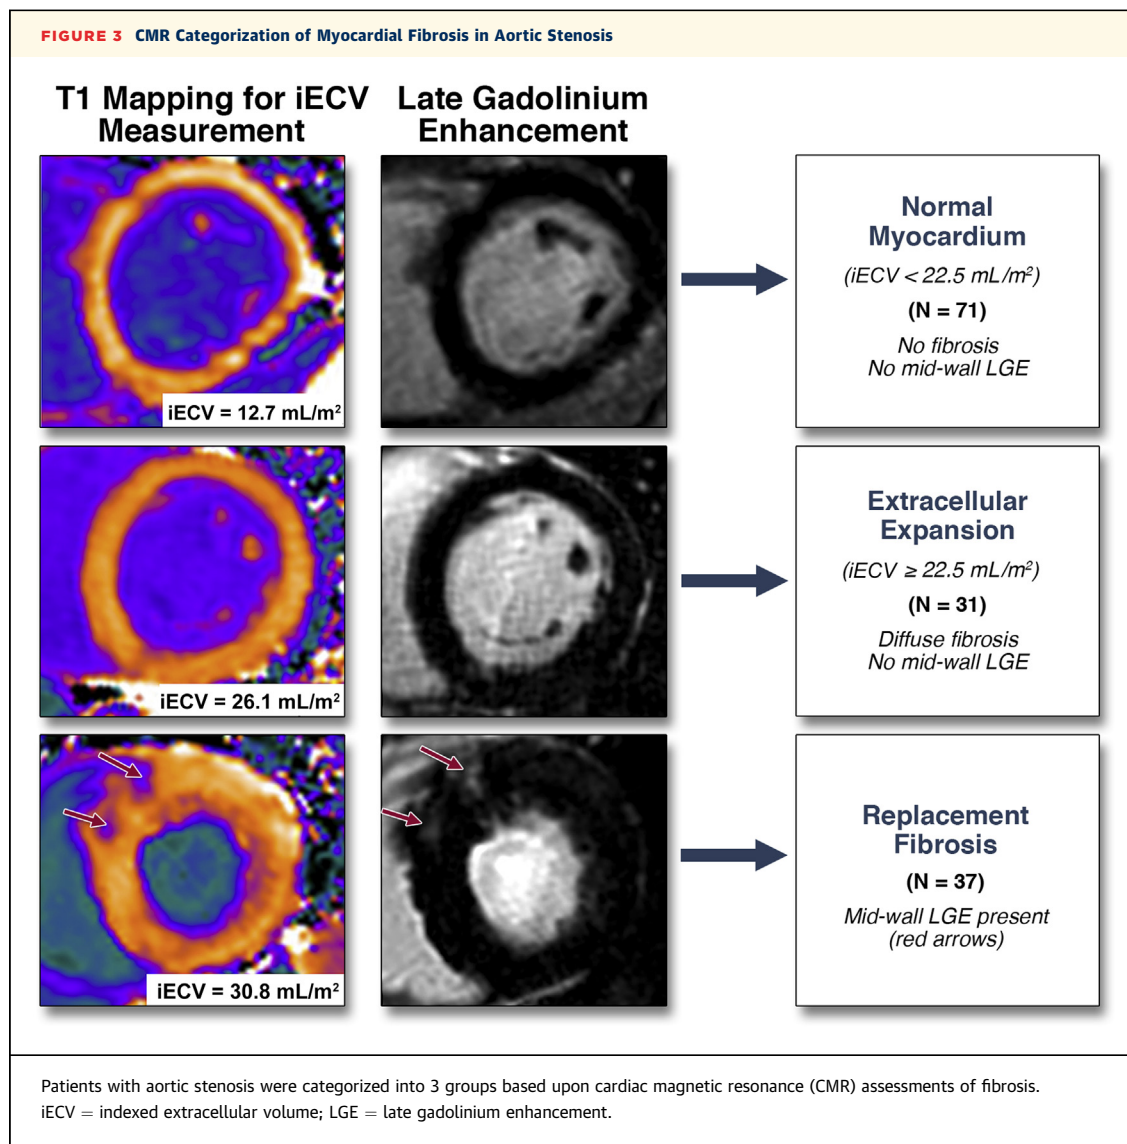 FIGURE 3 CMR Categorization of Myocardial Fibrosis in Aortic Stenosis
T1 Mapping for iECV
Measurement
Late Gadolinium
Enhancement
iECV = 12.7 mL/m²
Normal
Myocardium
(iECV < 22.5 mL/m²)
(N = 71)
No fibrosis
No mid-wall LGE
iECV = 26.1 mL/m²
Extracellular
Expansion
(iECV ≥ 22.5 mL/m²)
(N = 31)
Diffuse fibrosis
No mid-wall LGE
iECV = 30.8 mL/m²
Replacement
Fibrosis
(N = 37)
Mid-wall LGE present
(red arrows)
Patients with aortic stenosis were categorized into 3 groups based upon cardiac magnetic resonance (CMR) assessments of fibrosis.
iECV = indexed extracellular volume; LGE = late gadolinium enhancement.